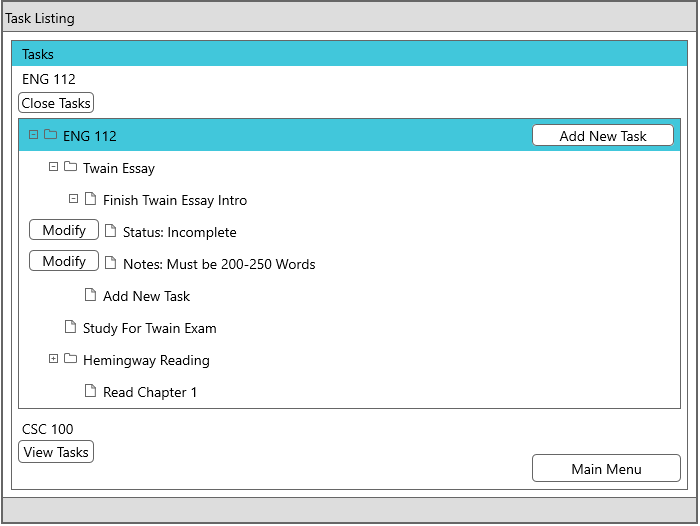 Task Listing
Tasks
ENG 112
Close Tasks
ENG 112 Add New Task
Twain Essay
Finish Twain Essay Intro
Modify Status: Incomplete
Modify Notes: Must be 200-250 Words
Add New Task
Study For Twain Exam
Hemingway Reading
Read Chapter 1
CSC 100
View Tasks
Main Menu